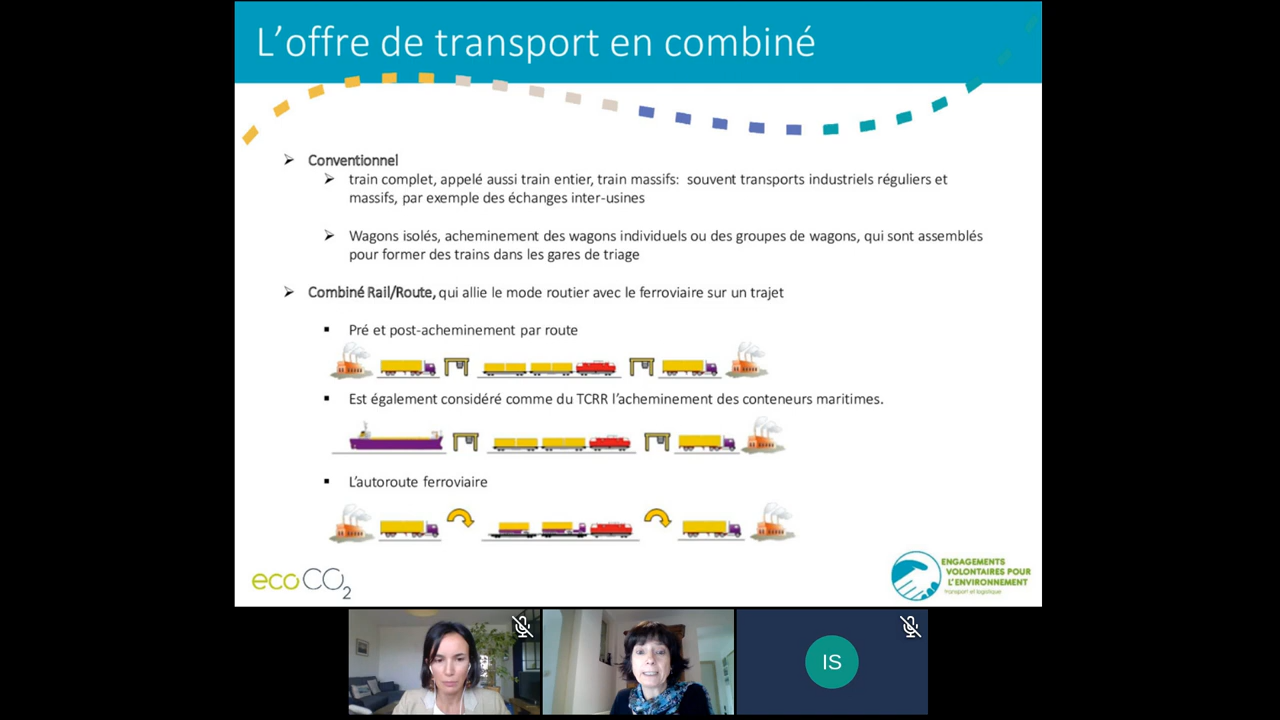 L'offre de transport en combiné
➢ Conventionnel
➢ train complet, appelé aussi train entier, train massifs: souvent transports industriels réguliers et
massifs, par exemple des échanges inter-usines
➢ Wagons isolés, acheminement des wagons individuels ou des groupes de wagons, qui sont assemblés
pour former des trains dans les gares de triage
➢ Combiné Rail/Route, qui allie le mode routier avec le ferroviaire sur un trajet
▪ Pré et post-acheminement par route
▪ Est également considéré comme du TCRR l'acheminement des conteneurs maritimes.
▪ L'autoroute ferroviaire
ecoCO2
ENGAGEMENTS
VOLONTAIRES POUR
L'ENVIRONNEMENT
transport et logistique
IS